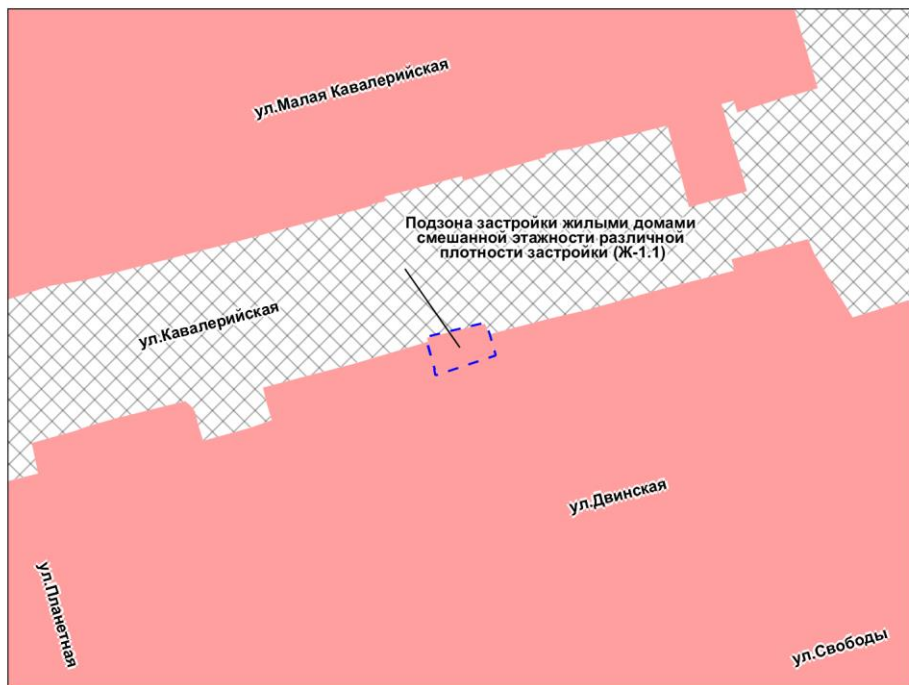 ул.Малая Кавалерийская
Подзона застройки жилыми домами
смешанной этажности различной
плотности застройки (Ж-1.1)
ул.Кавалерийская
ул.Двинская
ул.Планетная
ул.Свободы